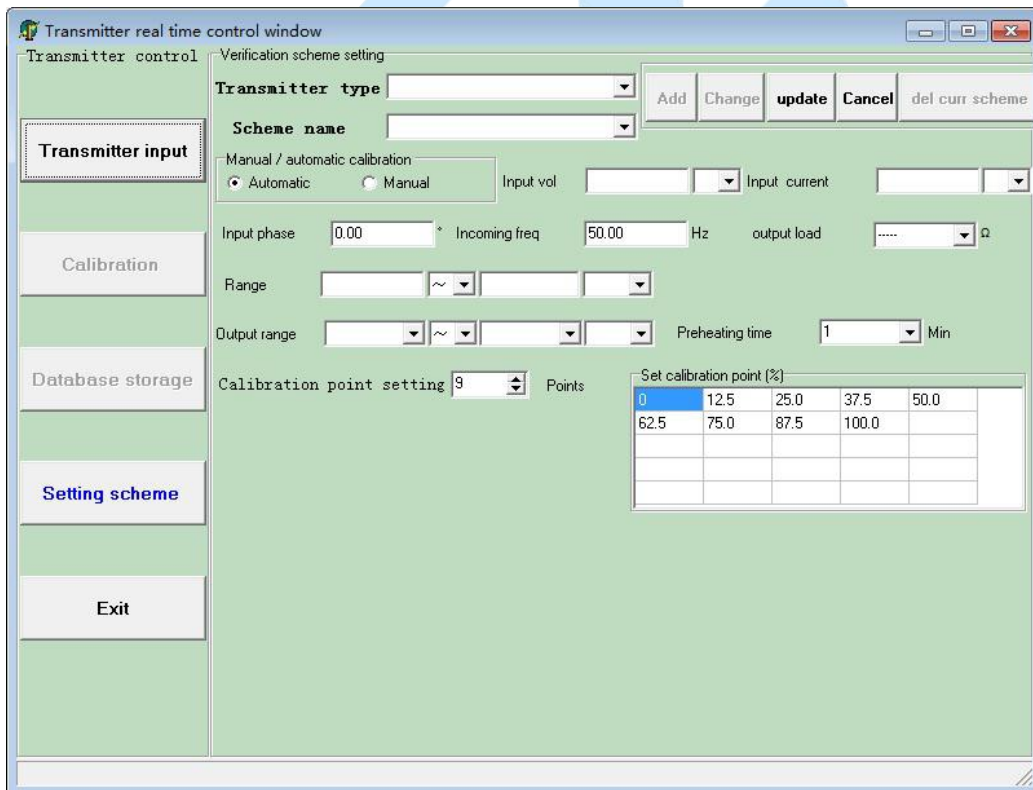 Transmitter real time control window
Transmitter control
Verification scheme setting
Transmitter type
Add Change update Cancel del curr scheme
Scheme name
Transmitter input
Manual / automatic calibration
Automatic Manual Input vol Input current
Input phase 0.00 ° Incoming freq 50.00 Hz output load ----- Ω
Calibration
Range ~
Output range ~ Preheating time 1 Min
Database storage
Calibration point setting 9 Points
Set calibration point (%)
0 12.5 25.0 37.5 50.0
62.5 75.0 87.5 100.0
Setting scheme
Exit